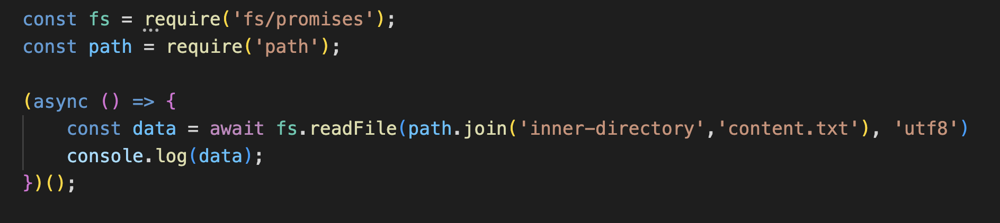 const fs = require('fs/promises');
const path = require('path');
(async () => {
    const data = await fs.readFile(path.join('inner-directory','content.txt'), 'utf8')
    console.log(data);
})();